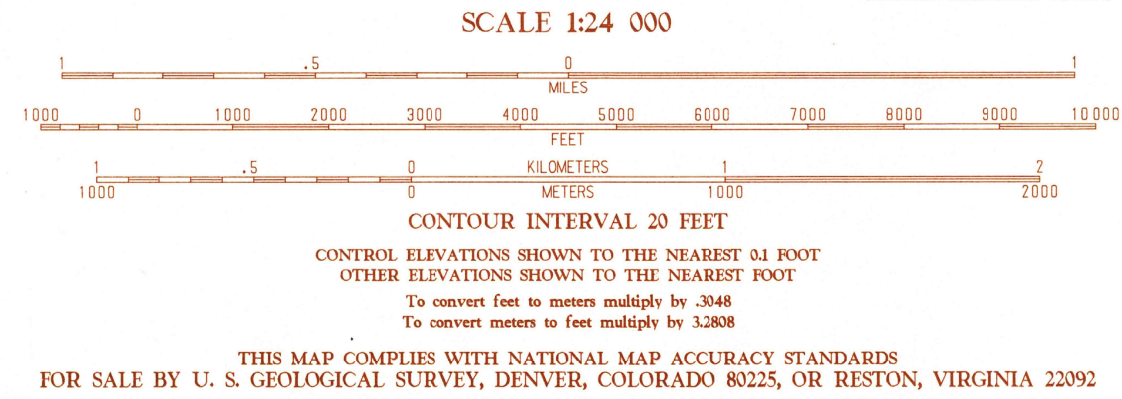 SCALE 1:24 000
1 .5 0 1
MILES
1000 0 1000 2000 3000 4000 5000 6000 7000 8000 9000 10 000
FEET
1 .5 0 KILOMETERS 1 2
1000 0 METERS 1000 2000
CONTOUR INTERVAL 20 FEET
CONTROL ELEVATIONS SHOWN TO THE NEAREST 0.1 FOOT
OTHER ELEVATIONS SHOWN TO THE NEAREST FOOT
To convert feet to meters multiply by .3048
To convert meters to feet multiply by 3.2808
THIS MAP COMPLIES WITH NATIONAL MAP ACCURACY STANDARDS
FOR SALE BY U. S. GEOLOGICAL SURVEY, DENVER, COLORADO 80225, OR RESTON, VIRGINIA 22092